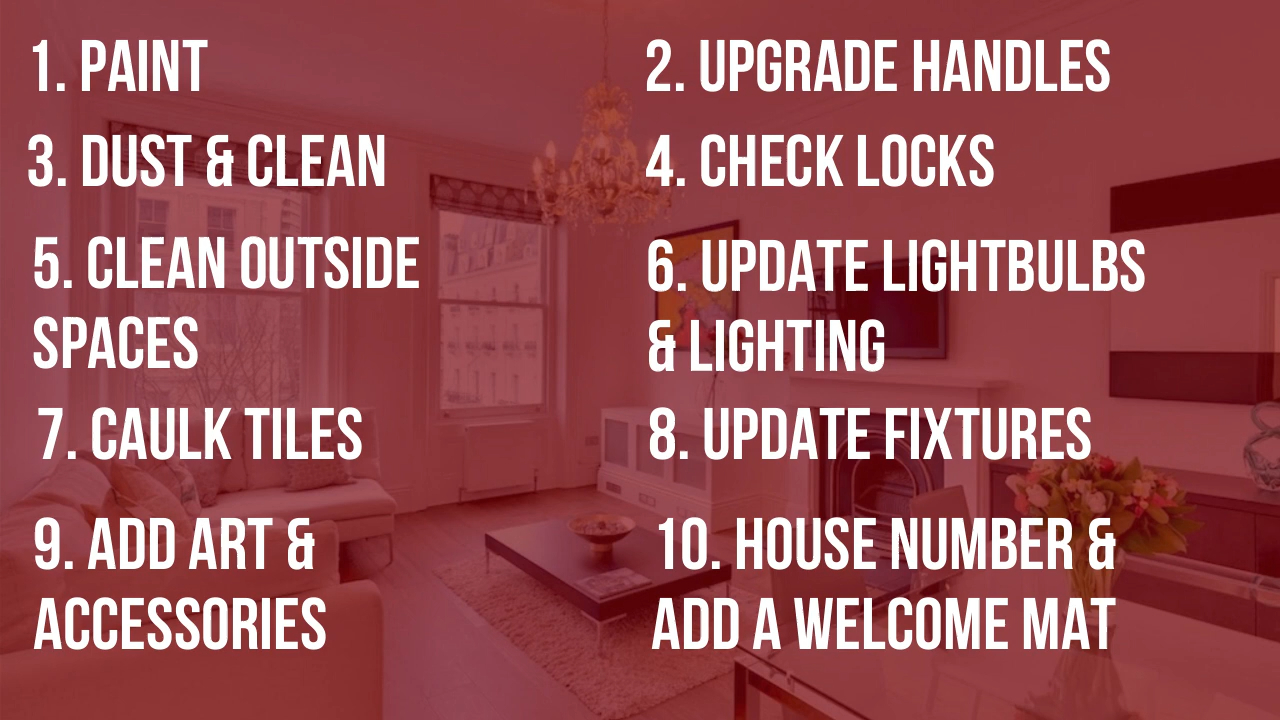 1. PAINT
2. UPGRADE HANDLES
3. DUST & CLEAN
4. CHECK LOCKS
5. CLEAN OUTSIDE
SPACES
6. UPDATE LIGHTBULBS
& LIGHTING
7. CAULK TILES
8. UPDATE FIXTURES
9. ADD ART &
ACCESSORIES
10. HOUSE NUMBER &
ADD A WELCOME MAT